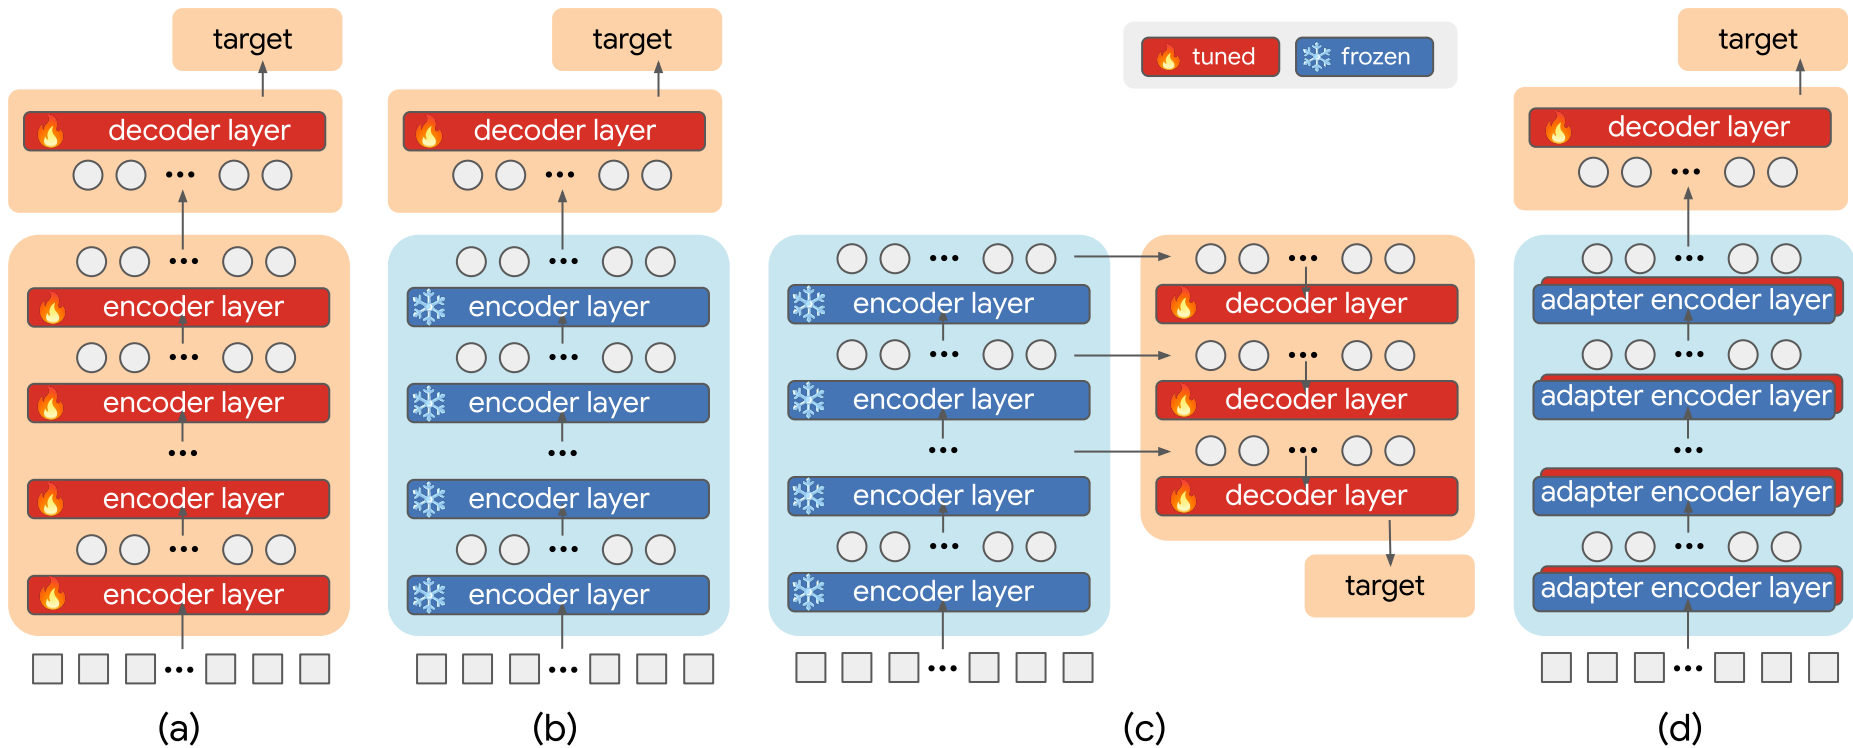 target
decoder layer
...
...
encoder layer
...
encoder layer
...
encoder layer
...
encoder layer
...
(a)
target
decoder layer
...
...
encoder layer
...
encoder layer
...
encoder layer
...
encoder layer
...
(b)
tuned
frozen
...
encoder layer
...
encoder layer
...
encoder layer
...
encoder layer
...
...
decoder layer
...
decoder layer
...
decoder layer
target
(c)
target
decoder layer
...
...
adapter encoder layer
...
adapter encoder layer
...
adapter encoder layer
...
adapter encoder layer
...
(d)